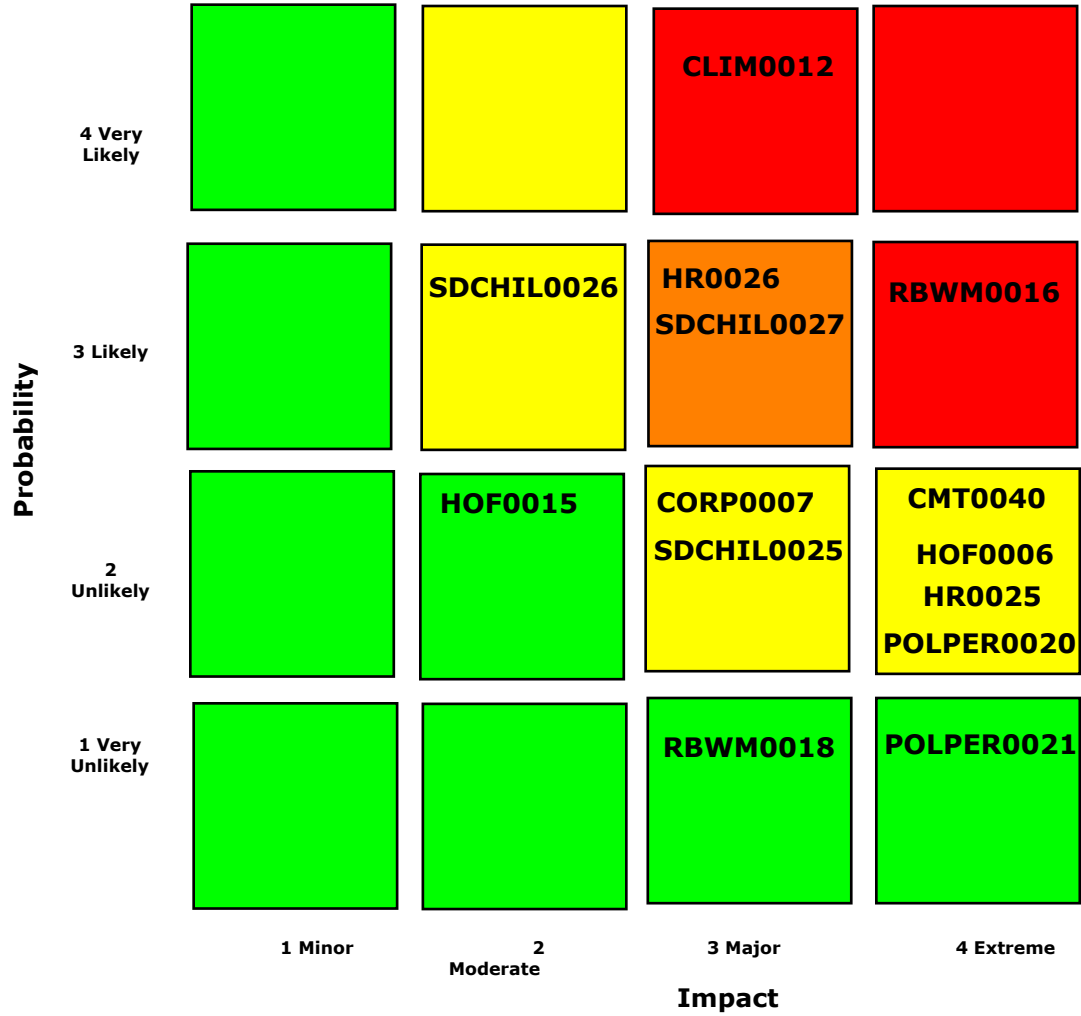 CLIM0012
4 Very
Likely
SDCHIL0026
HR0026
SDCHIL0027
RBWM0016
3 Likely
Probability
HOF0015
CORP0007
SDCHIL0025
CMT0040
HOF0006
HR0025
POLPER0020
2
Unlikely
1 Very
Unlikely
RBWM0018
POLPER0021
1 Minor
2
Moderate
3 Major
4 Extreme
Impact